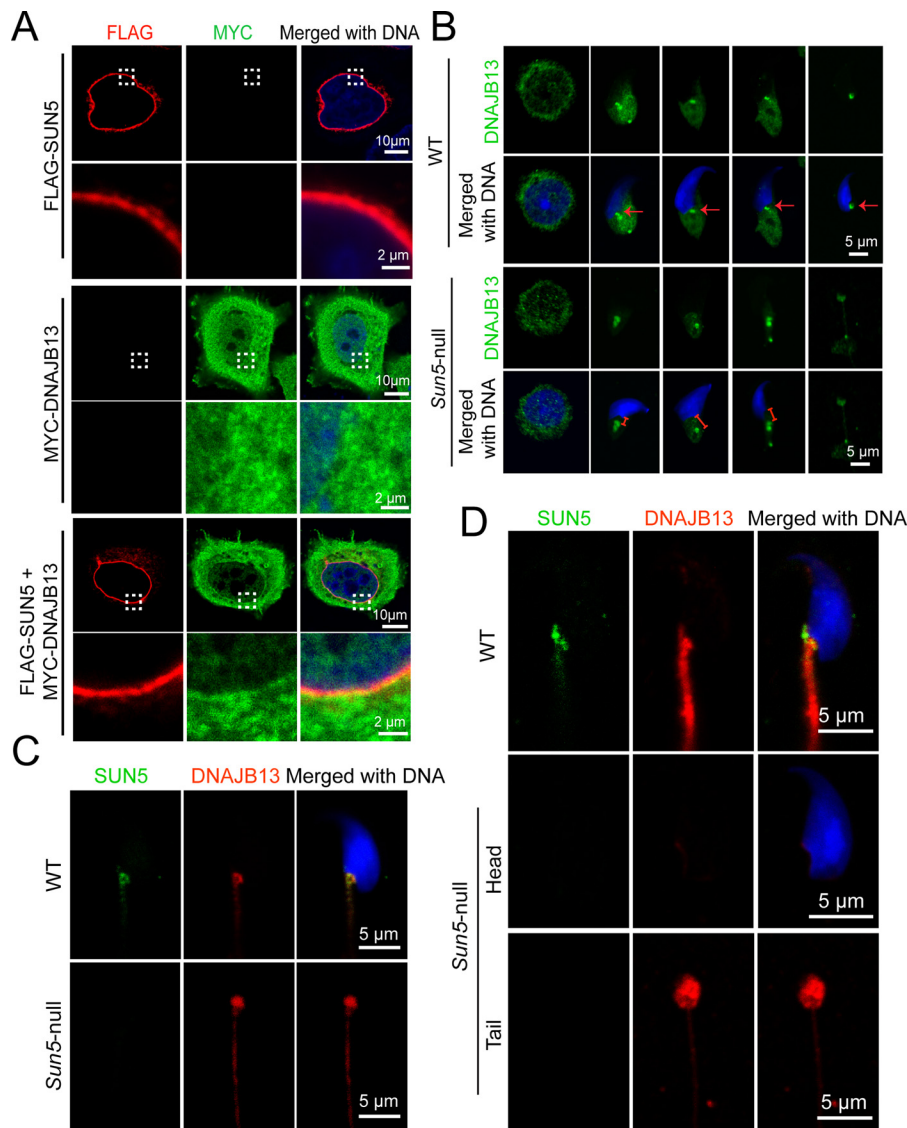 A
FLAG MYC Merged with DNA
FLAG-SUN5
10μm
2 μm
MYC-DNAJB13
10μm
2 μm
FLAG-SUN5 +
MYC-DNAJB13
10μm
2 μm
B
WT
DNAJB13
Merged
with DNA
5 μm
Sun5-null
DNAJB13
Merged
with DNA
5 μm
C
SUN5 DNAJB13 Merged with DNA
WT
5 μm
Sun5-null
5 μm
D
SUN5 DNAJB13 Merged with DNA
WT
5 μm
Sun5-null
Head
5 μm
Tail
5 μm